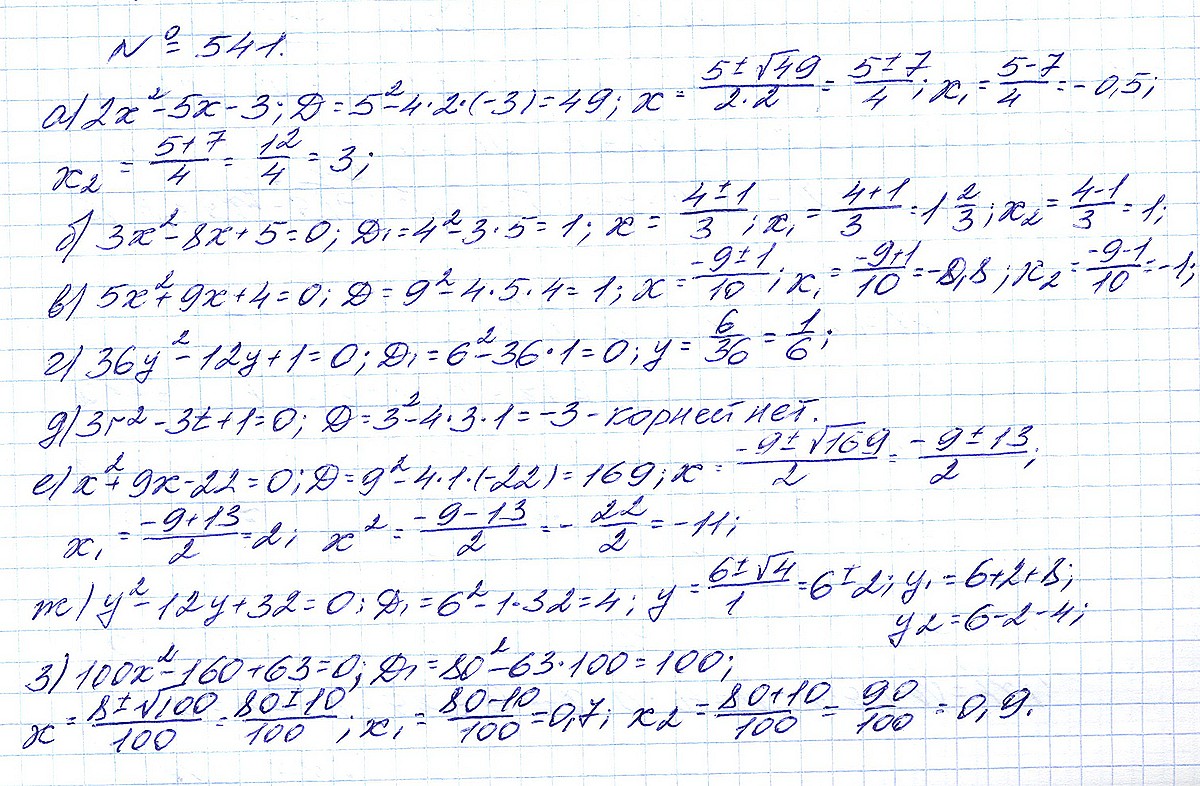 № 541.
а) 2x² - 5x - 3; D = 5² - 4·2·(-3) = 49; x = (5 ± √49)/(2·2) = (5 ± 7)/4; x₁ = (5 - 7)/4 = -0,5;
x₂ = (5 + 7)/4 = 12/4 = 3;
б) 3x² - 8x + 5 = 0; D₁ = 4² - 3·5 = 1; x = (4 ± 1)/3; x₁ = (4 + 1)/3 = 1 2/3; x₂ = (4 - 1)/3 = 1;
в) 5x² + 9x + 4 = 0; D = 9² - 4·5·4 = 1; x = (-9 ± 1)/10; x₁ = (-9 + 1)/10 = -0,8; x₂ = (-9 - 1)/10 = -1;
г) 36y² - 12y + 1 = 0; D₁ = 6² - 36·1 = 0; y = 6/36 = 1/6;
д) 3t² - 3t + 1 = 0; D = 3² - 4·3·1 = -3 - корней нет.
е) x² + 9x - 22 = 0; D = 9² - 4·1·(-22) = 169; x = (-9 ± √169)/2 = (-9 ± 13)/2;
x₁ = (-9 + 13)/2 = 2; x² = (-9 - 13)/2 = -22/2 = -11;
ж) y² - 12y + 32 = 0; D₁ = 6² - 1·32 = 4; y = (6 ± √4)/1 = 6 ± 2; y₁ = 6+2+8;
y2 = 6-2-4;
з) 100x² - 160 + 63 = 0; D₁ = 80² - 63·100 = 100;
x = (8 ± √100)/100 = (80 ± 10)/100; x₁ = (80 - 10)/100 = 0,7; x₂ = (80 + 10)/100 = 90/100 = 0,9.